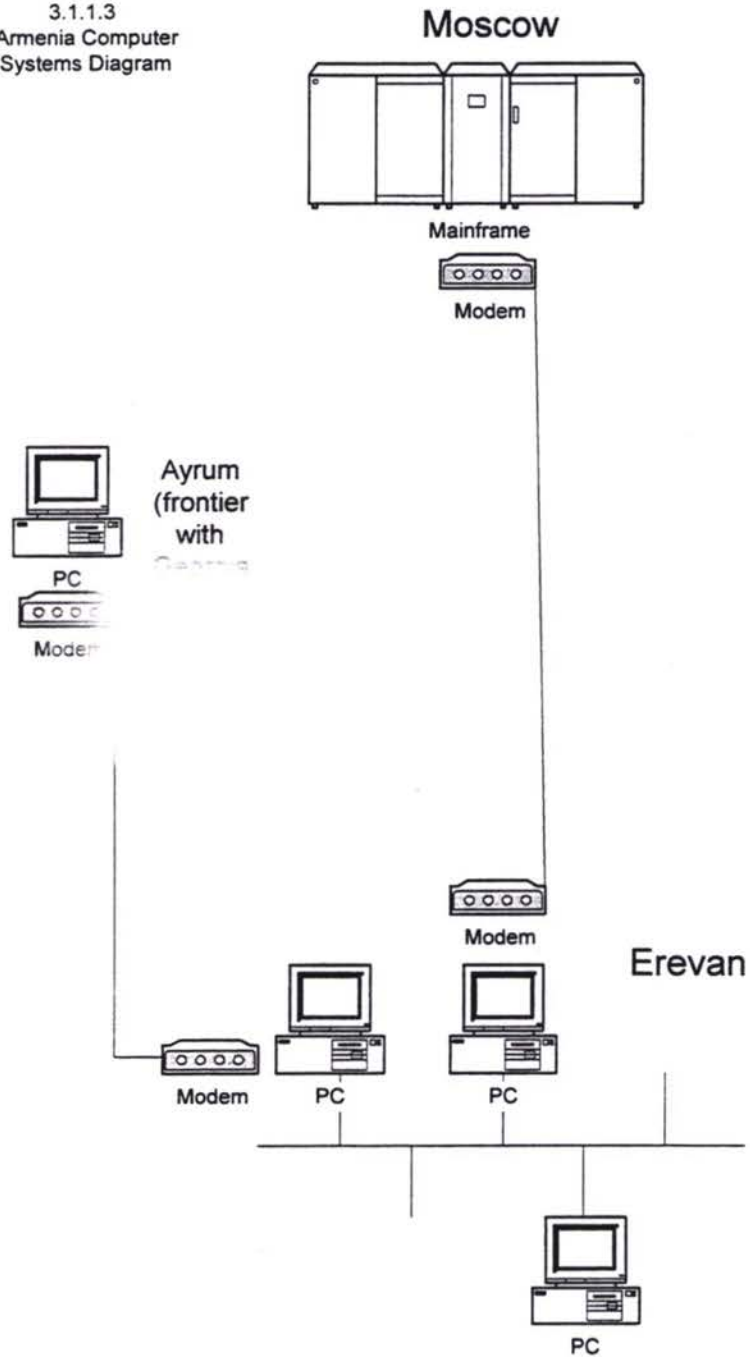 3.1.1.3
Armenia Computer
Systems Diagram
Moscow
Mainframe
Modem
Ayrum
(frontier
with
PC
Modem
Modem
Erevan
Modem
PC
PC
PC